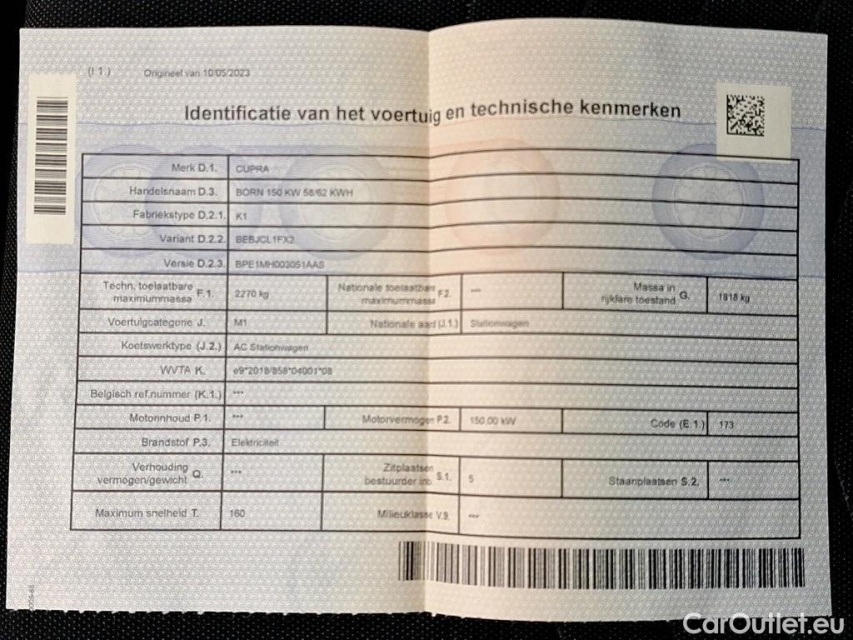 (I.1.) Origineel van 10/05/2023
Identificatie van het voertuig en technische kenmerken
Merk D.1. CUPRA
Handelsnaam D.3. BORN 150 KW 58/62 KWH
Fabriekstype D.2.1. K1
Variant D.2.2. BEBJCL1FX2
Versie D.2.3. BPE1MH003051AAS
Techn. toelaatbare maximummassa F.1. 2270 kg Nationale toelaatbare maximummassa F.2. *** Massa in rijklare toestand G. 1818 kg
Voertuigcategorie J. M1 Nationale aard (J.1.) Stationwagen
Koetswerktype (J.2.) AC Stationwagen
WVTA K. e9*2018/858*04001*08
Belgisch ref.nummer (K.1.) ***
Motorinhoud P.1. *** Motorvermogen P.2. 150.00 kW Code (E.1.) 173
Brandstof P.3. Elektriciteit
Verhouding vermogen/gewicht Q. *** Zitplaatsen bestuurder inc. S.1. 5 Staanplaatsen S.2. ***
Maximum snelheid T. 160 Milieuklasse V.9. ***
CarOutlet.eu